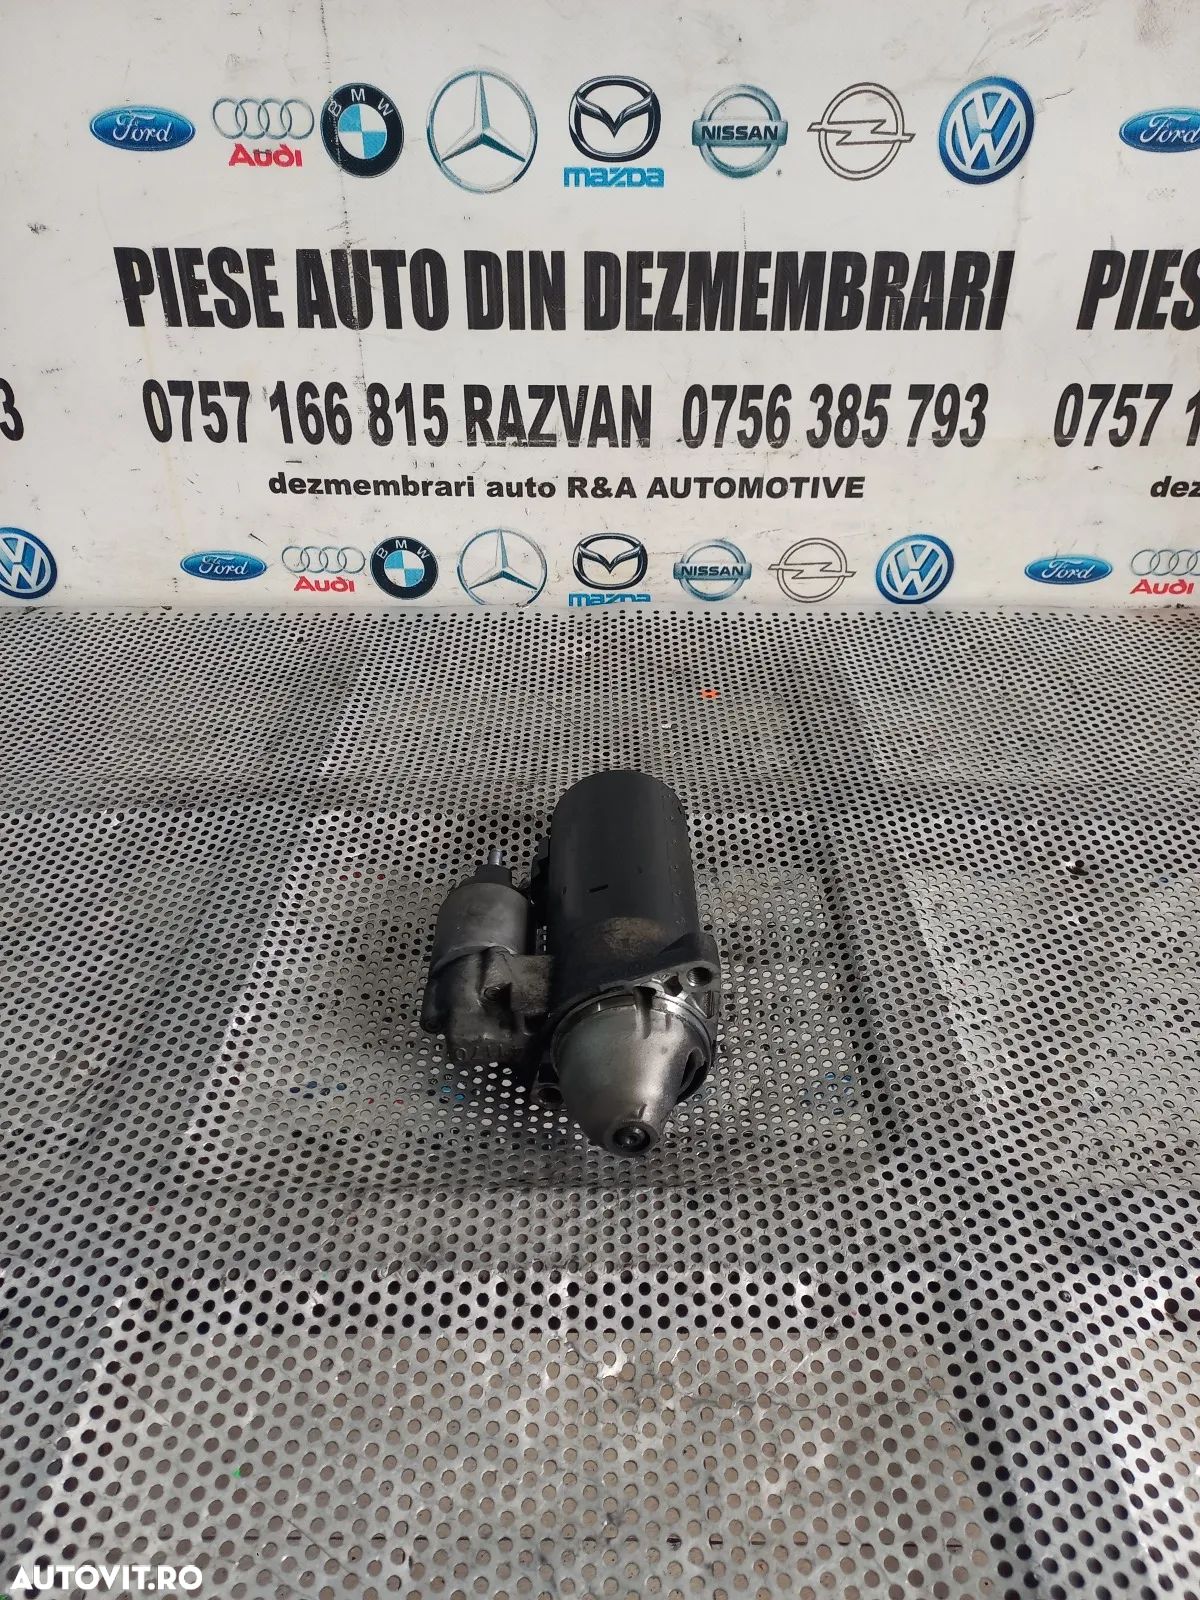 Ford Audi BMW mazda NISSAN Ford
PIESE AUTO DIN DEZMEMBRARI PIES
3 0757 166 815 RAZVAN 0756 385 793 0757 1
dezmembrari auto R&A AUTOMOTIVE dez
Ford Audi BMW mazda NISSAN Ford Audi
AUTOVIT.RO